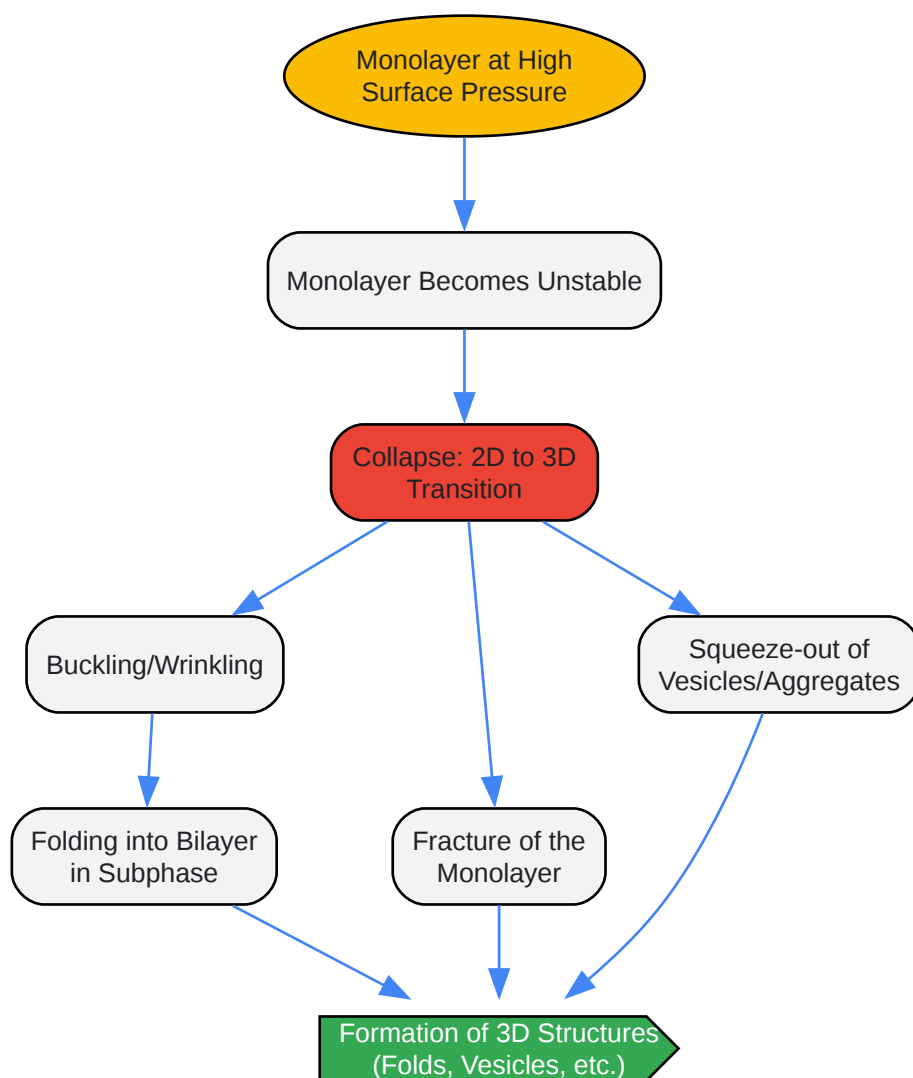 Monolayer at High
Surface Pressure
Monolayer Becomes Unstable
Collapse: 2D to 3D
Transition
Buckling/Wrinkling
Squeeze-out of
Vesicles/Aggregates
Folding into Bilayer
in Subphase
Fracture of the
Monolayer
Formation of 3D Structures
(Folds, Vesicles, etc.)